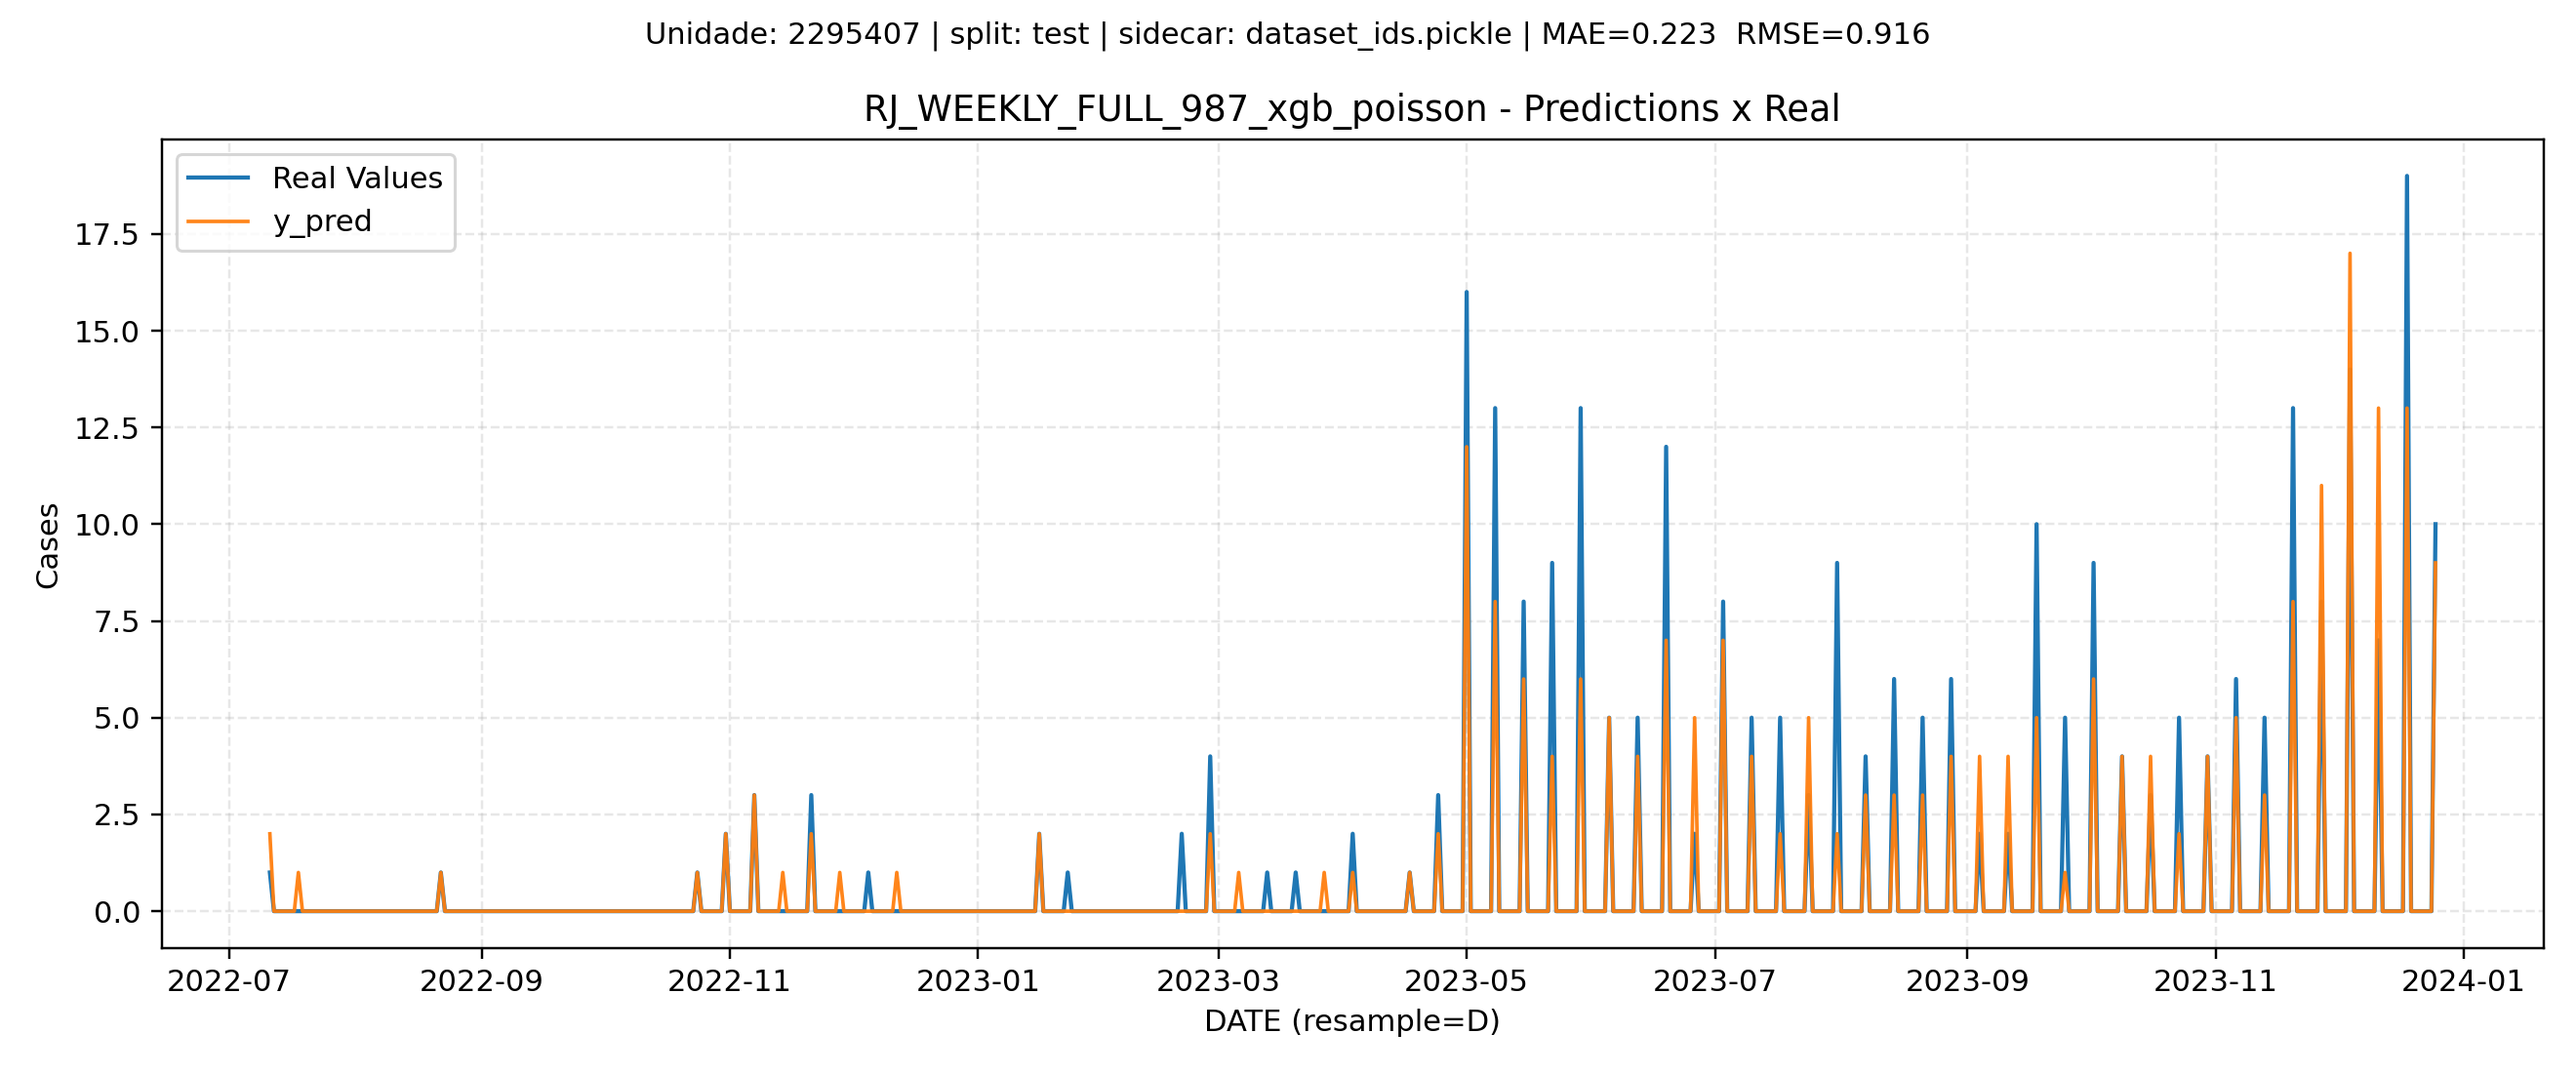 Unidade: 2295407 | split: test | sidecar: dataset_ids.pickle | MAE=0.223  RMSE=0.916
RJ_WEEKLY_FULL_987_xgb_poisson - Predictions x Real
Real Values
y_pred
17.5
15.0
12.5
10.0
7.5
5.0
2.5
0.0
Cases
2022-07 2022-09 2022-11 2023-01 2023-03 2023-05 2023-07 2023-09 2023-11 2024-01
DATE (resample=D)